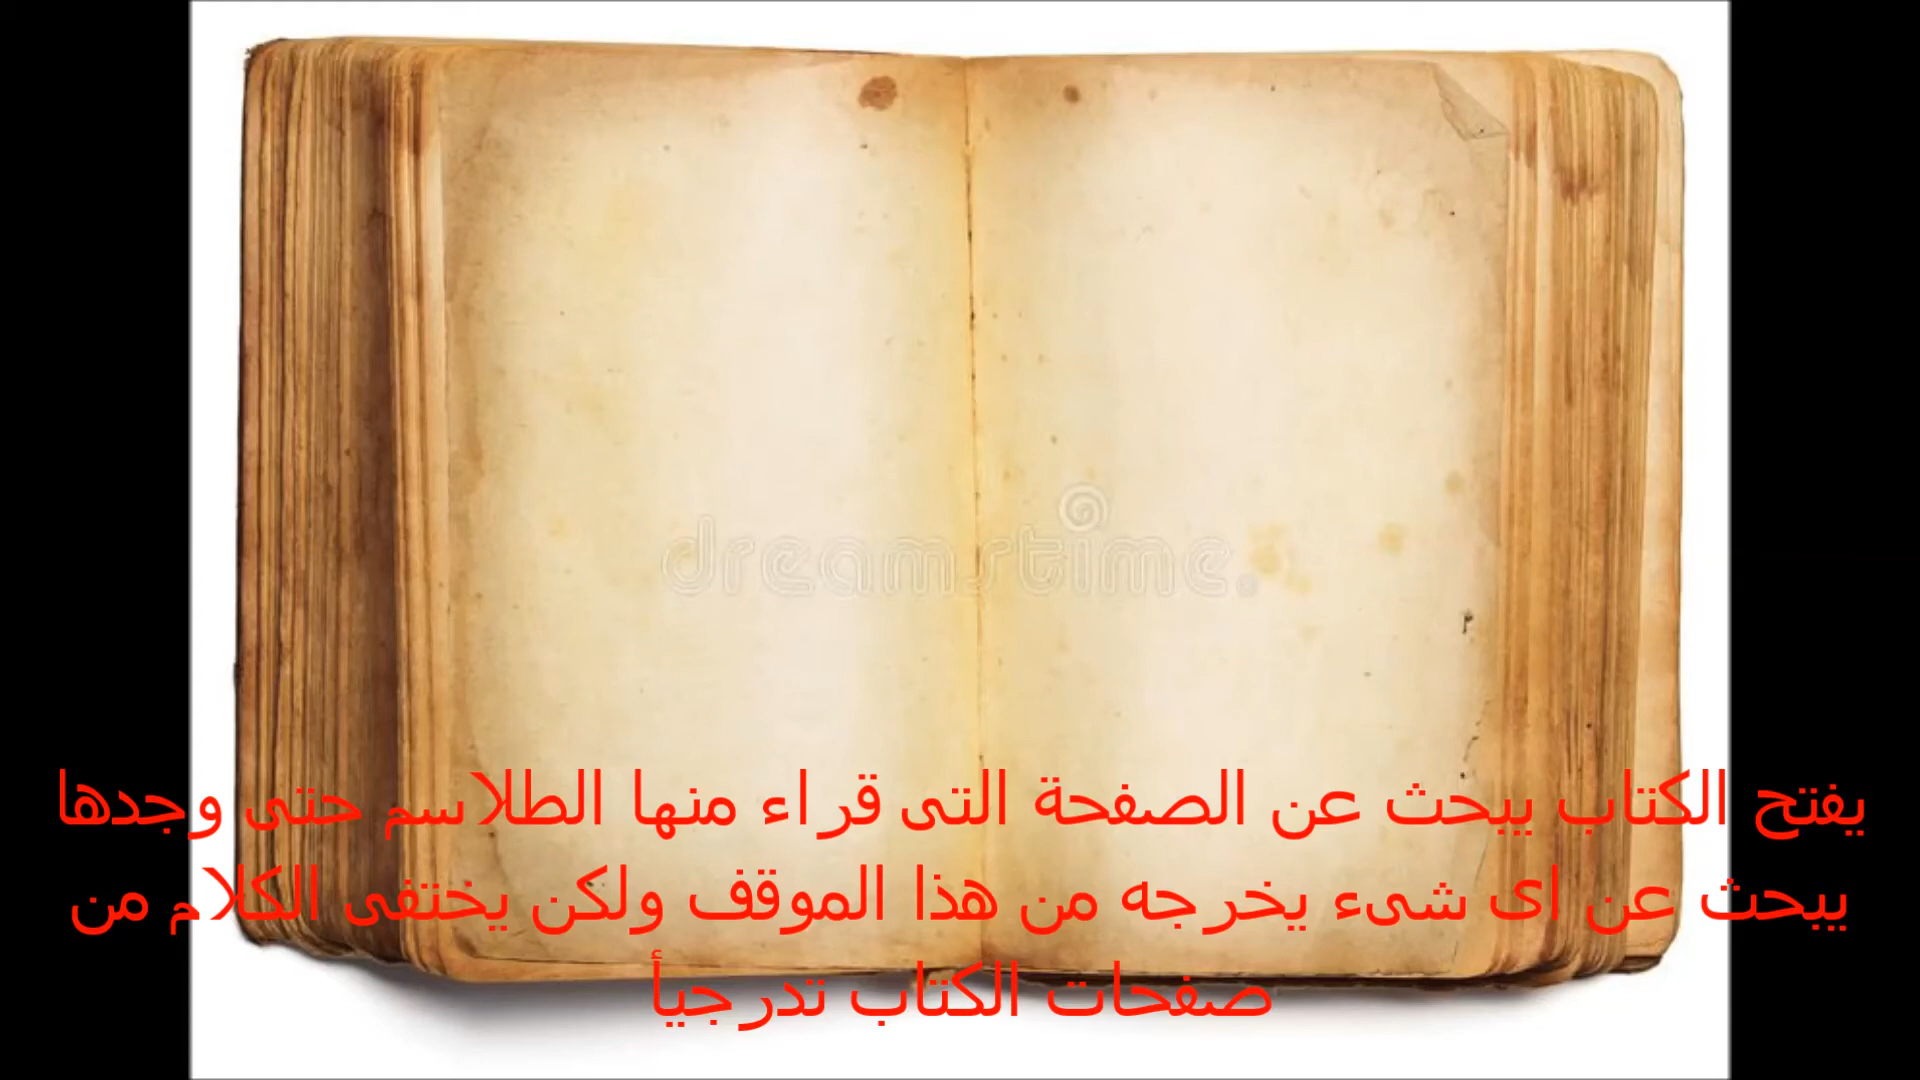 dreamstime.
يفتح الكتاب يبحث عن الصفحة التى قراء منها الطلاسم حتى وجدها
يبحث عن اى شىء يخرجه من هذا الموقف ولكن يختفى الكلام من
صفحات الكتاب تدرجيأ